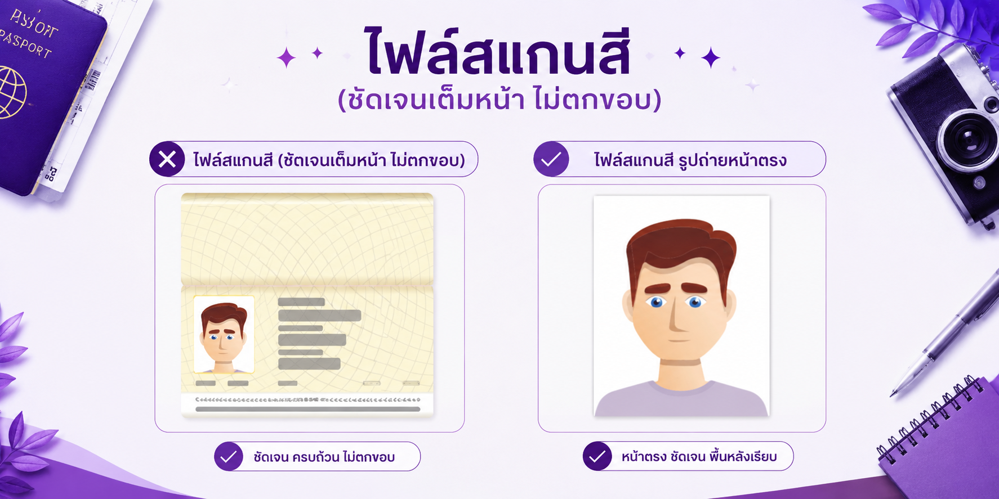 PASSPORT
ไฟล์สแกนสี
(ชัดเจนเต็มหน้า ไม่ตกขอบ)
ไฟล์สแกนสี (ชัตเจนเต็มหน้า ไม่ตกขอบ)
ไฟล์สแกนสี รูปถ่ายหน้าตรง
ชัดเจน ครบถ้วน ไม่ตกขอบ
หน้าตรง ชัดเจน พื้นหลังเรียบ